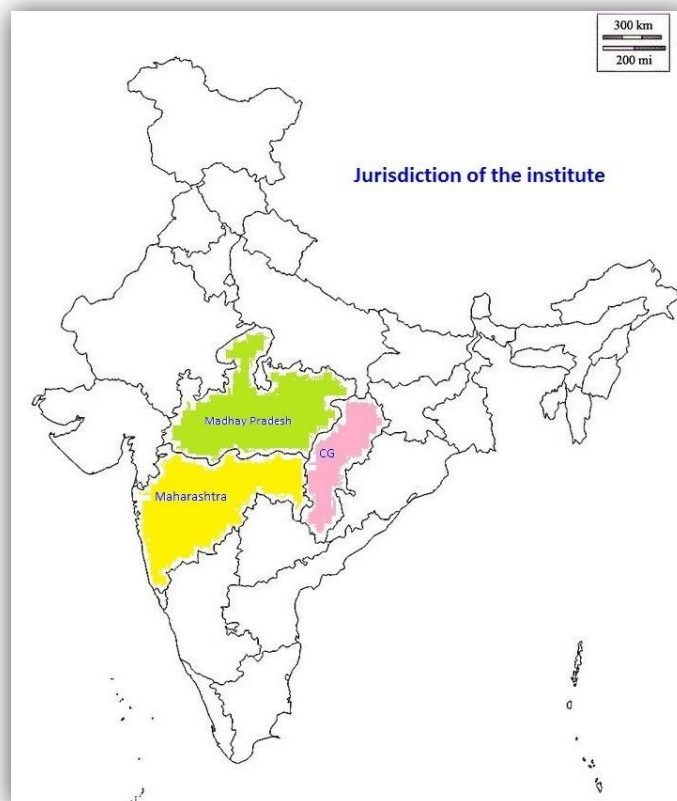 300 km
200 mi
Jurisdiction of the institute
Madhay Pradesh
CG
Maharashtra